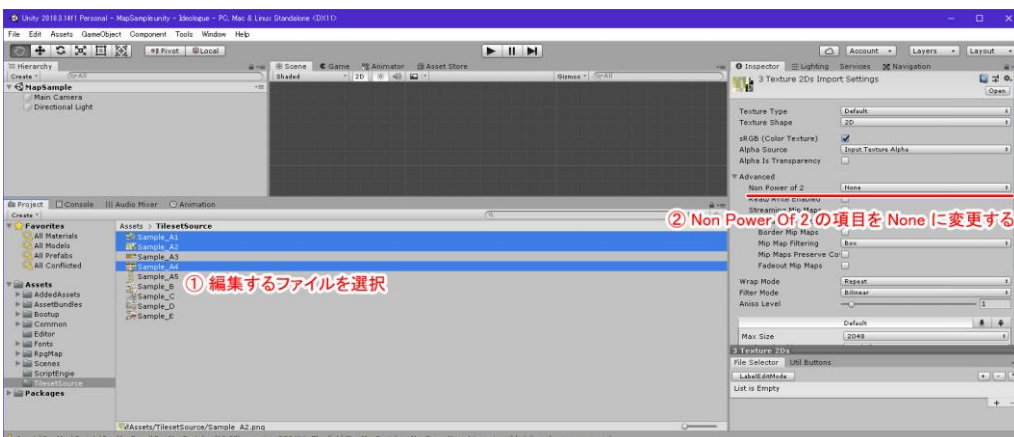 Unity 2018.3.14f1 Personal - MapSample.unity - Ideologue - PC, Mac & Linux Standalone <DX11>
File Edit Assets GameObject Component Tools Window Help
Pivot Local
Account Layers Layout
Hierarchy
Create All
MapSample
Main Camera
Directional Light
Scene Game Animator Asset Store
Shaded 2D Gizmos All
Inspector Lighting Services Navigation
3 Texture 2Ds Import Settings
Open
Texture Type Default
Texture Shape 2D
sRGB (Color Texture)
Alpha Source Input Texture Alpha
Alpha Is Transparency
Advanced
Non Power of 2 None
Read/Write Enabled
Streaming Mip Maps
② Non Power Of 2 の項目を None に変更する
Border Mip Maps
Mip Map Filtering Box
Mip Maps Preserve Co
Fadeout Mip Maps
Wrap Mode Repeat
Filter Mode Bilinear
Aniso Level 1
Default
Max Size 2048
3 Texture 2Ds
File Selector Util Buttons
LabelEditMode
List is Empty
Project Console Audio Mixer Animation
Create
Favorites
All Materials
All Models
All Prefabs
All Conflicted
Assets
AddedAssets
AssetBundles
Bootup
Common
Editor
Fonts
RpgMap
Scenes
ScriptEngie
TilesetSource
Packages
Assets > TilesetSource
Sample_A1
Sample_A2
Sample_A3
Sample_A4
Sample_A5
Sample_B
Sample_C
Sample_D
Sample_E
① 編集するファイルを選択
Assets/TilesetSource/Sample_A2.png